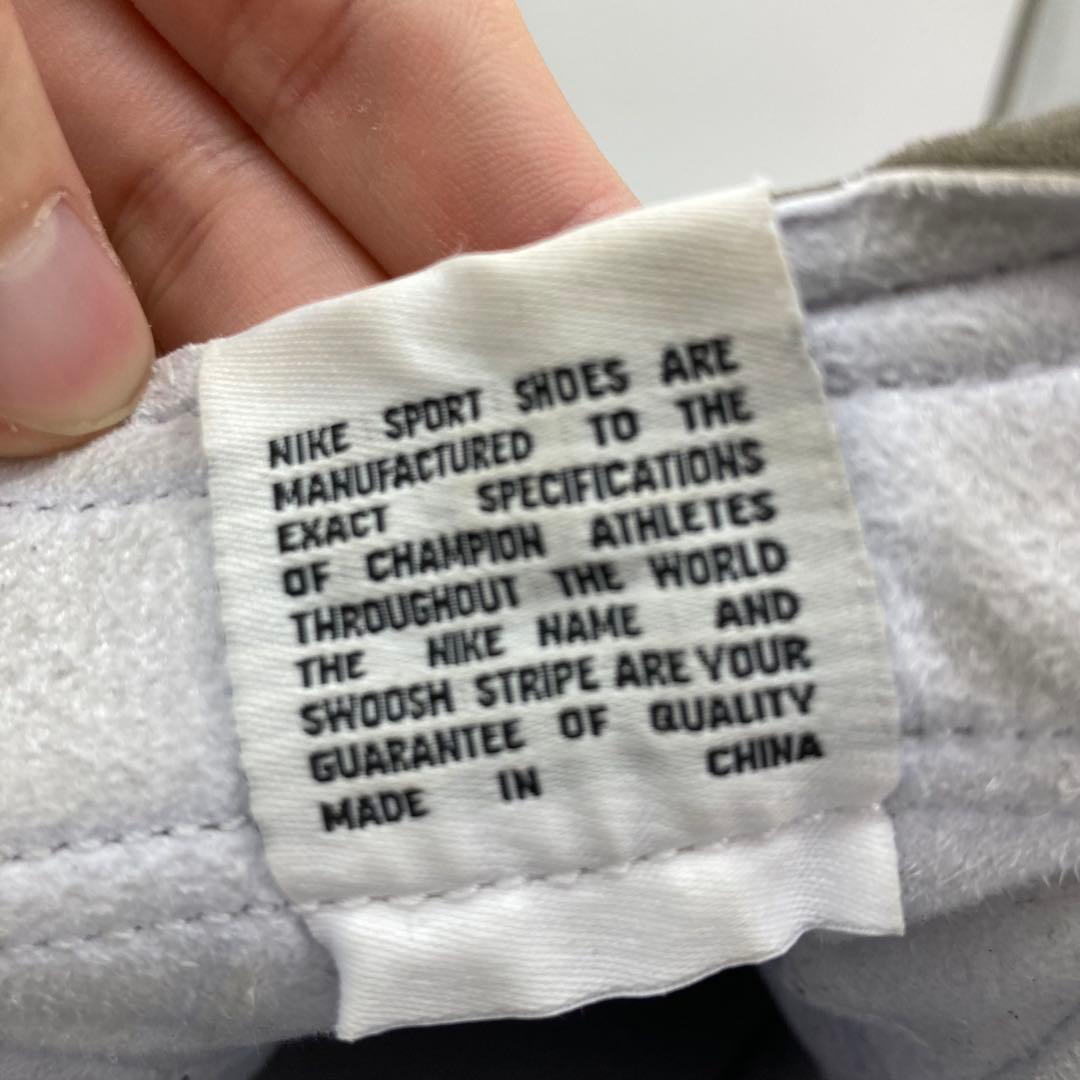 NIKE SPORT SHOES ARE
MANUFACTURED TO THE
EXACT SPECIFICATIONS
OF CHAMPION ATHLETES
THROUGHOUT THE WORLD
THE NIKE NAME AND
SWOOSH STRIPE ARE YOUR
GUARANTEE OF QUALITY
MADE IN CHINA